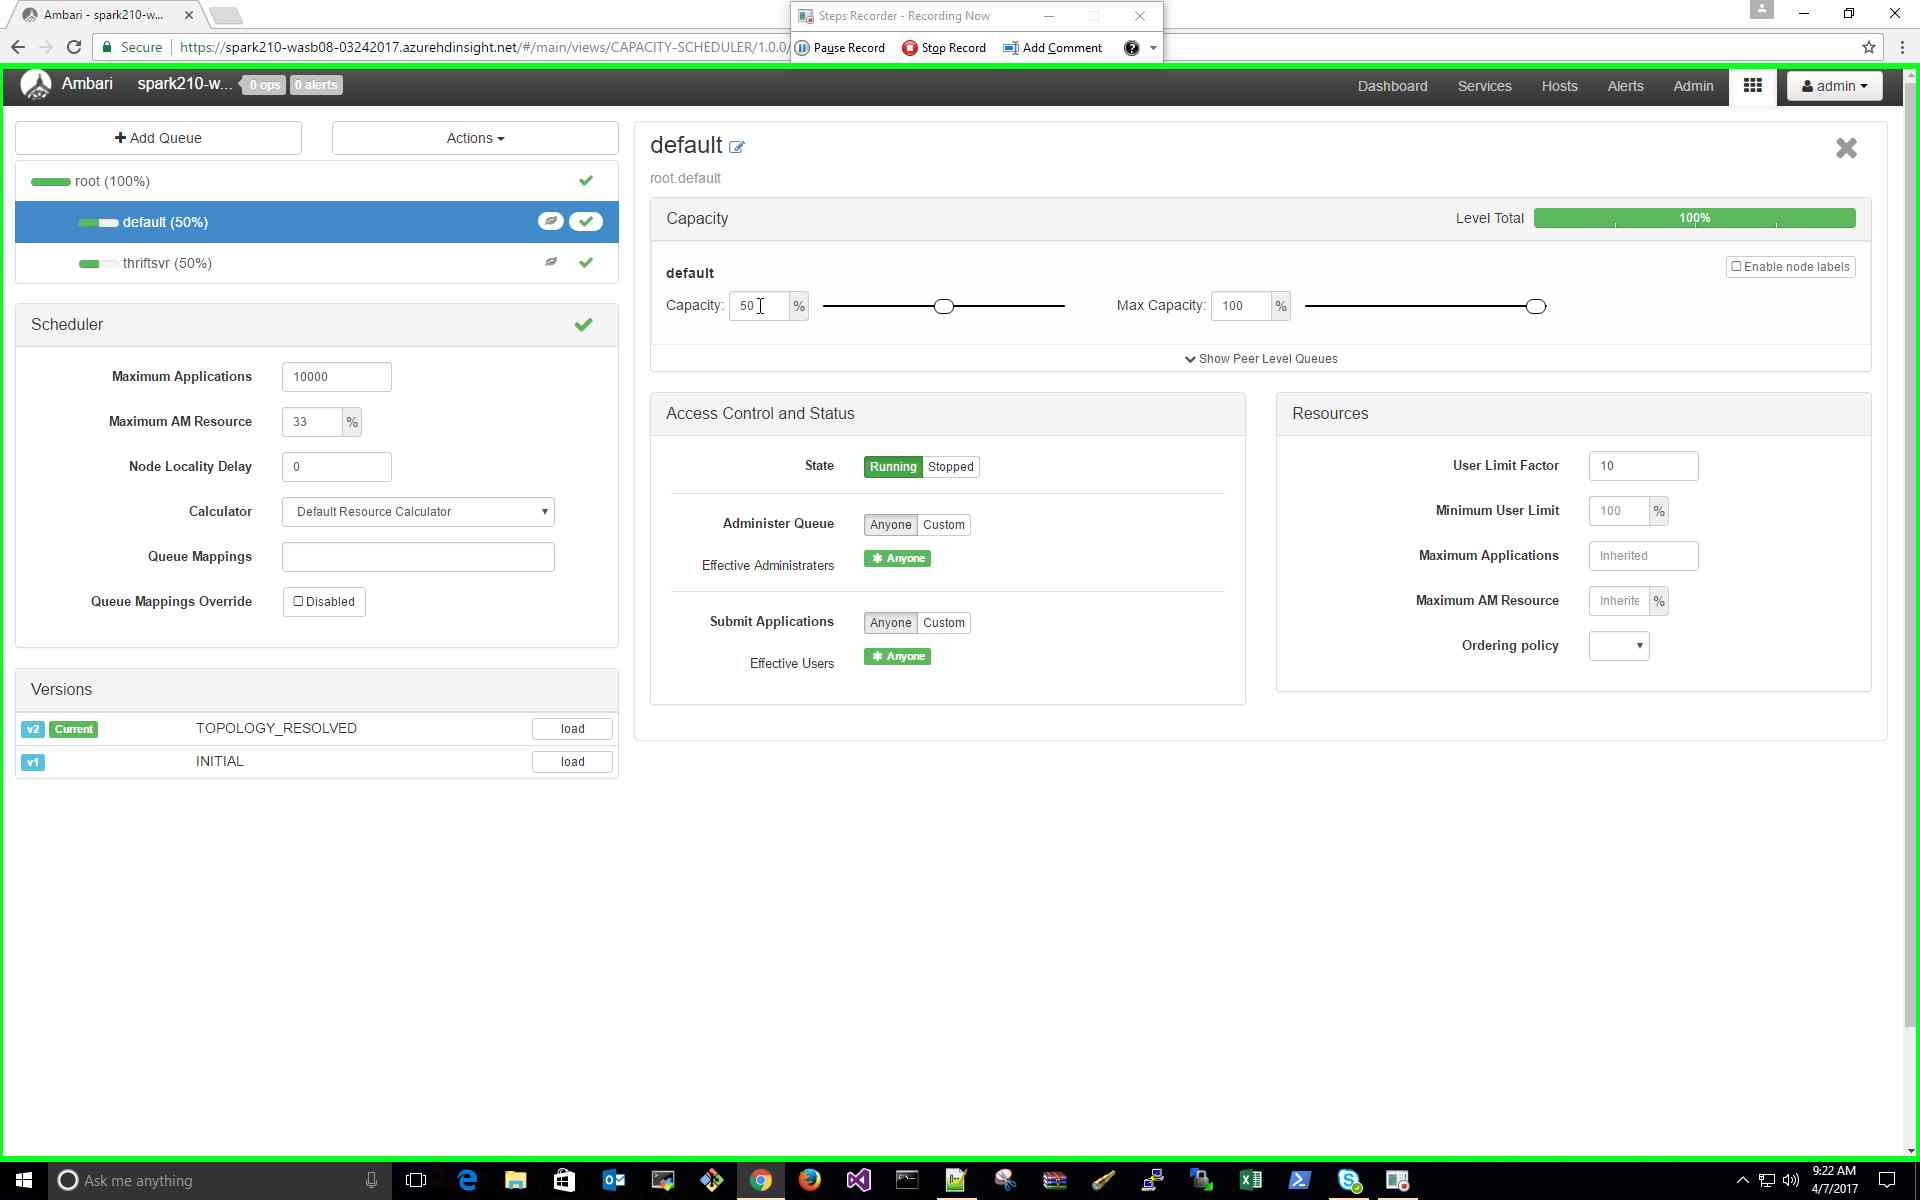 Ambari - spark210-w...
Steps Recorder - Recording Now
Secure
https://spark210-wasb08-03242017.azurehdinsight.net/#/main/views/CAPACITY-SCHEDULER/1.0.0/
Pause Record
Stop Record
Add Comment
Ambari
spark210-w...
0 ops
0 alerts
Dashboard
Services
Hosts
Alerts
Admin
admin
Add Queue
Actions
root (100%)
default (50%)
thriftsvr (50%)
Scheduler
Maximum Applications
10000
Maximum AM Resource
33
%
Node Locality Delay
0
Calculator
Default Resource Calculator
Queue Mappings
Queue Mappings Override
Disabled
Versions
v2
Current
TOPOLOGY_RESOLVED
load
v1
INITIAL
load
default
root.default
Capacity
Level Total
100%
default
Enable node labels
Capacity:
50
%
Max Capacity:
100
%
Show Peer Level Queues
Access Control and Status
State
Running
Stopped
Administer Queue
Anyone
Custom
Effective Administraters
Anyone
Submit Applications
Anyone
Custom
Effective Users
Anyone
Resources
User Limit Factor
10
Minimum User Limit
100
%
Maximum Applications
Inherited
Maximum AM Resource
Inherite
%
Ordering policy
Ask me anything
9:22 AM
4/7/2017